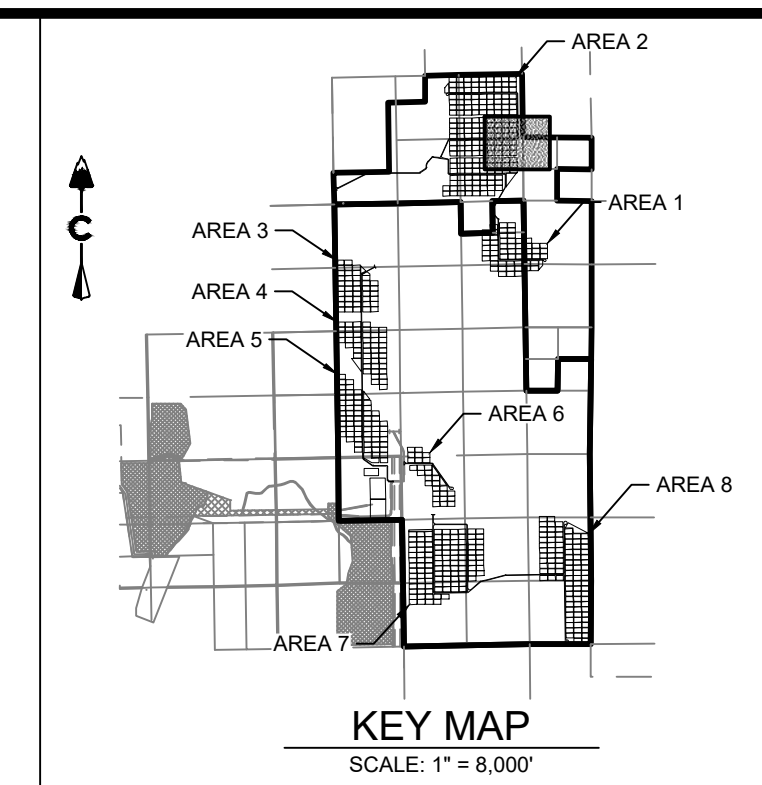 AREA 2
AREA 1
AREA 3
C
AREA 4
AREA 5
AREA 6
AREA 8
AREA 7
KEY MAP
SCALE: 1" = 8,000'